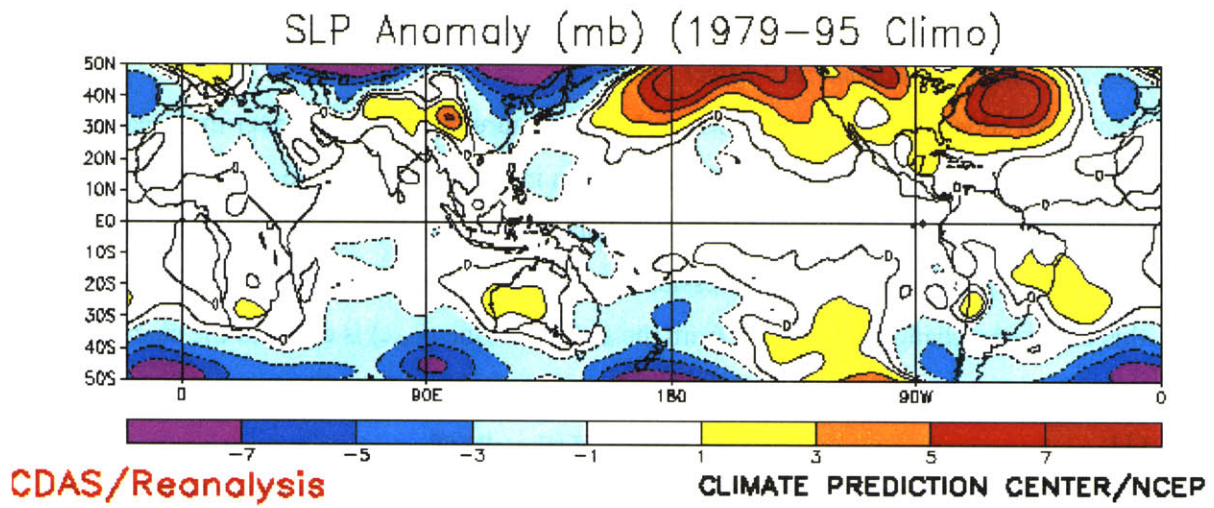 SLP Anomaly (mb) (1979-95 Climo)
50N
40N
30N
20N
10N
EQ
10S
20S
30S
40S
50S
0 90E 180 90W 0
-7 -5 -3 -1 1 3 5 7
CDAS/Reanalysis
CLIMATE PREDICTION CENTER/NCEP